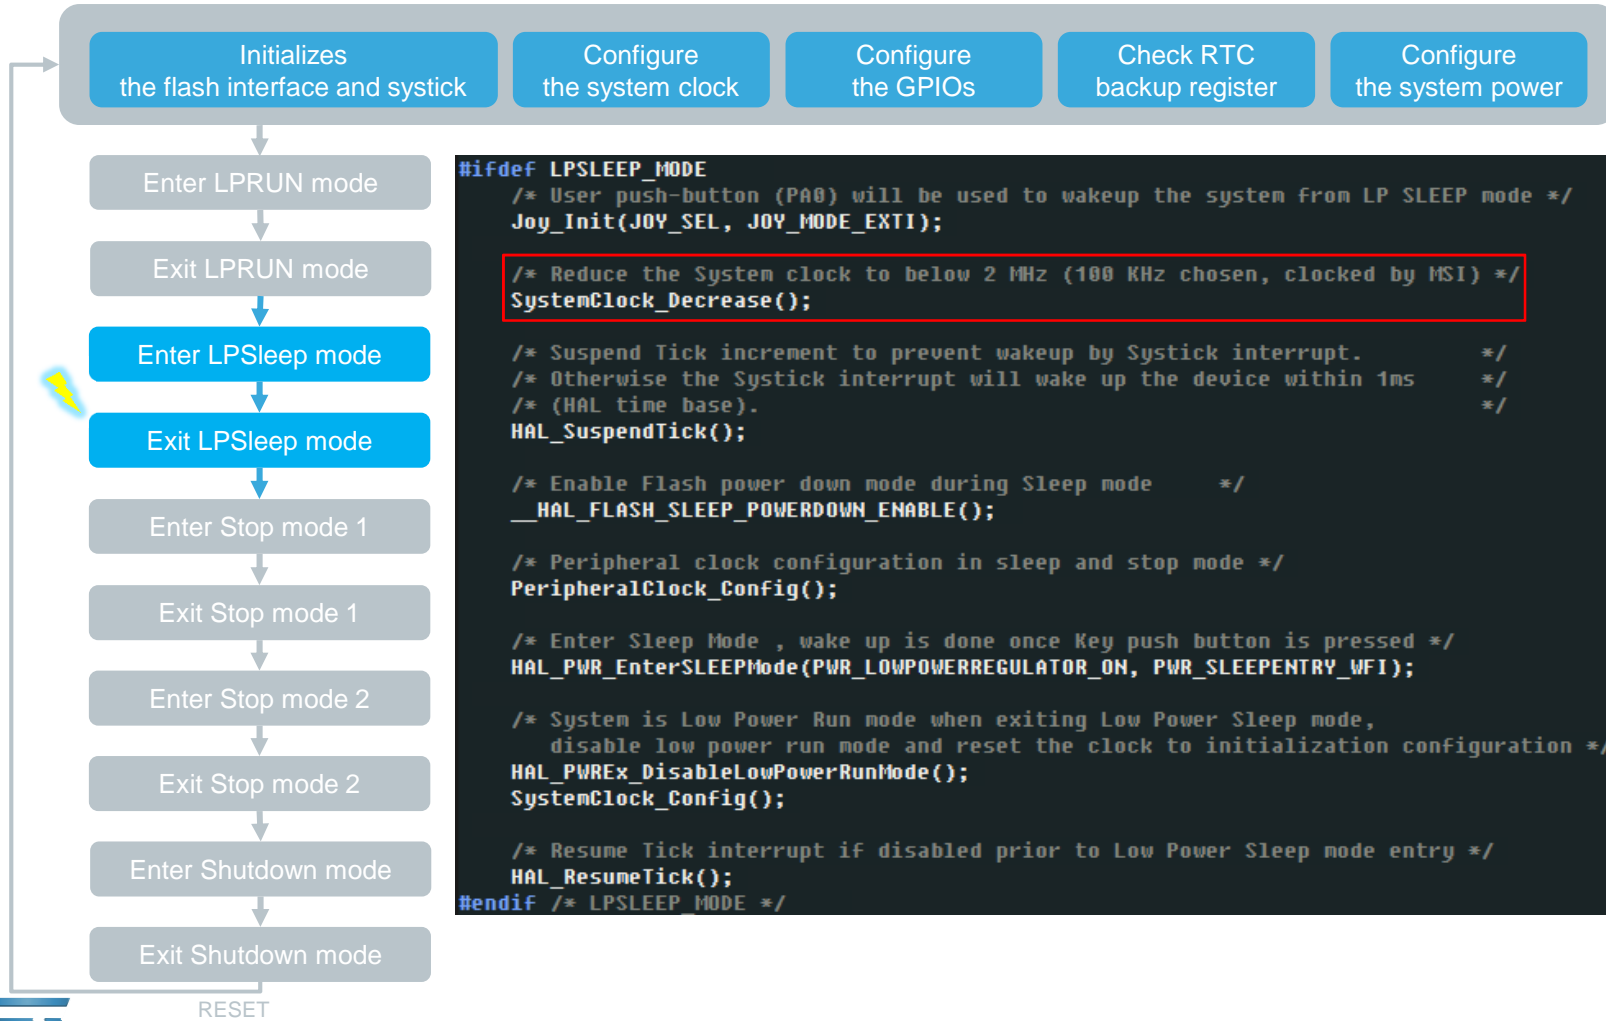 Initializes
the flash interface and systick
Configure
the system clock
Configure
the GPIOs
Check RTC
backup register
Configure
the system power
Enter LPRUN mode
Exit LPRUN mode
Enter LPSleep mode
Exit LPSleep mode
Enter Stop mode 1
Exit Stop mode 1
Enter Stop mode 2
Exit Stop mode 2
Enter Shutdown mode
Exit Shutdown mode
RESET
#ifdef LPSLEEP_MODE
/* User push-button (PA0) will be used to wakeup the system from LP SLEEP mode */
Joy_Init(JOY_SEL, JOY_MODE_EXTI);
/* Reduce the System clock to below 2 MHz (100 KHz chosen, clocked by MSI) */
SystemClock_Decrease();
/* Suspend Tick increment to prevent wakeup by Systick interrupt. */
/* Otherwise the Systick interrupt will wake up the device within 1ms */
/* (HAL time base). */
HAL_SuspendTick();
/* Enable Flash power down mode during Sleep mode */
__HAL_FLASH_SLEEP_POWERDOWN_ENABLE();
/* Peripheral clock configuration in sleep and stop mode */
PeripheralClock_Config();
/* Enter Sleep Mode , wake up is done once Key push button is pressed */
HAL_PWR_EnterSLEEPMode(PWR_LOWPOWERREGULATOR_ON, PWR_SLEEPENTRY_WFI);
/* System is Low Power Run mode when exiting Low Power Sleep mode,
disable low power run mode and reset the clock to initialization configuration */
HAL_PWREx_DisableLowPowerRunMode();
SystemClock_Config();
/* Resume Tick interrupt if disabled prior to Low Power Sleep mode entry */
HAL_ResumeTick();
#endif /* LPSLEEP_MODE */